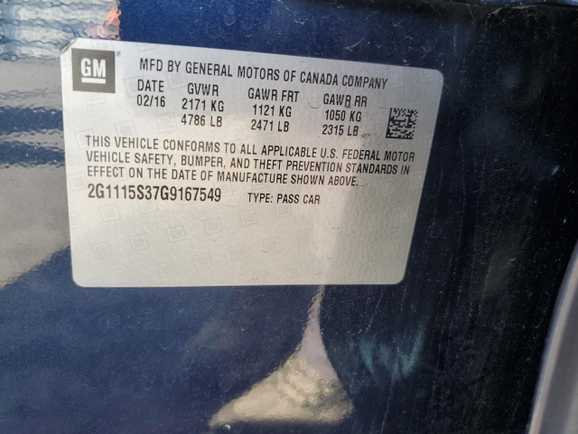 GM
MFD BY GENERAL MOTORS OF CANADA COMPANY
DATE GVWR GAWR FRT GAWR RR
02/16 2171 KG 1121 KG 1050 KG
4786 LB 2471 LB 2315 LB
THIS VEHICLE CONFORMS TO ALL APPLICABLE U.S. FEDERAL MOTOR
VEHICLE SAFETY, BUMPER, AND THEFT PREVENTION STANDARDS IN
EFFECT ON THE DATE OF MANUFACTURE SHOWN ABOVE.
2G1115S37G9167549 TYPE: PASS CAR